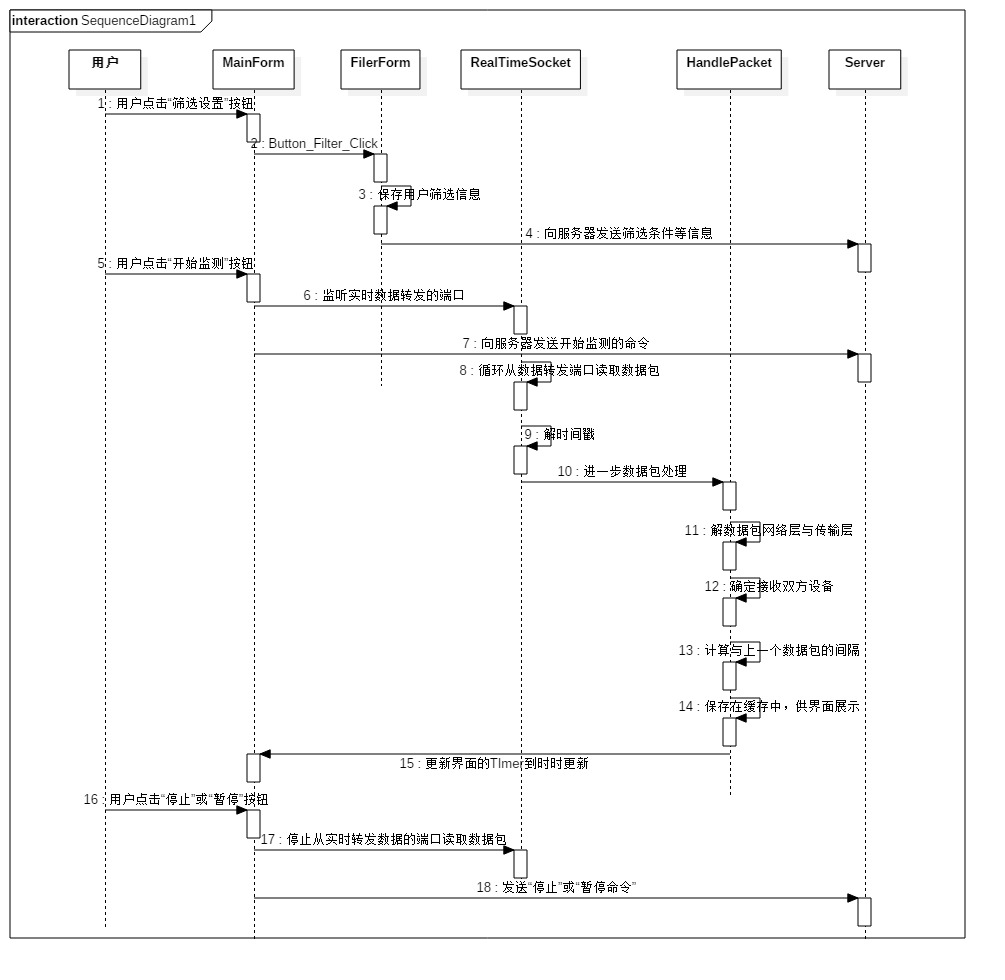 interaction SequenceDiagram1
用户
MainForm
FilerForm
RealTimeSocket
HandlePacket
Server
1 : 用户点击“筛选设置”按钮
2 : Button_Filter_Click
3 : 保存用户筛选信息
4 : 向服务器发送筛选条件等信息
5 : 用户点击“开始监测”按钮
6 : 监听实时数据转发的端口
7 : 向服务器发送开始监测的命令
8 : 循环从数据转发端口读取数据包
9 : 解时间戳
10 : 进一步数据包处理
11 : 解数据包网络层与传输层
12 : 确定接收双方设备
13 : 计算与上一个数据包的间隔
14 : 保存在缓存中，供界面展示
15 : 更新界面的TImer到时时更新
16 : 用户点击“停止”或“暂停”按钮
17 : 停止从实时转发数据的端口读取数据包
18 : 发送“停止”或“暂停命令”